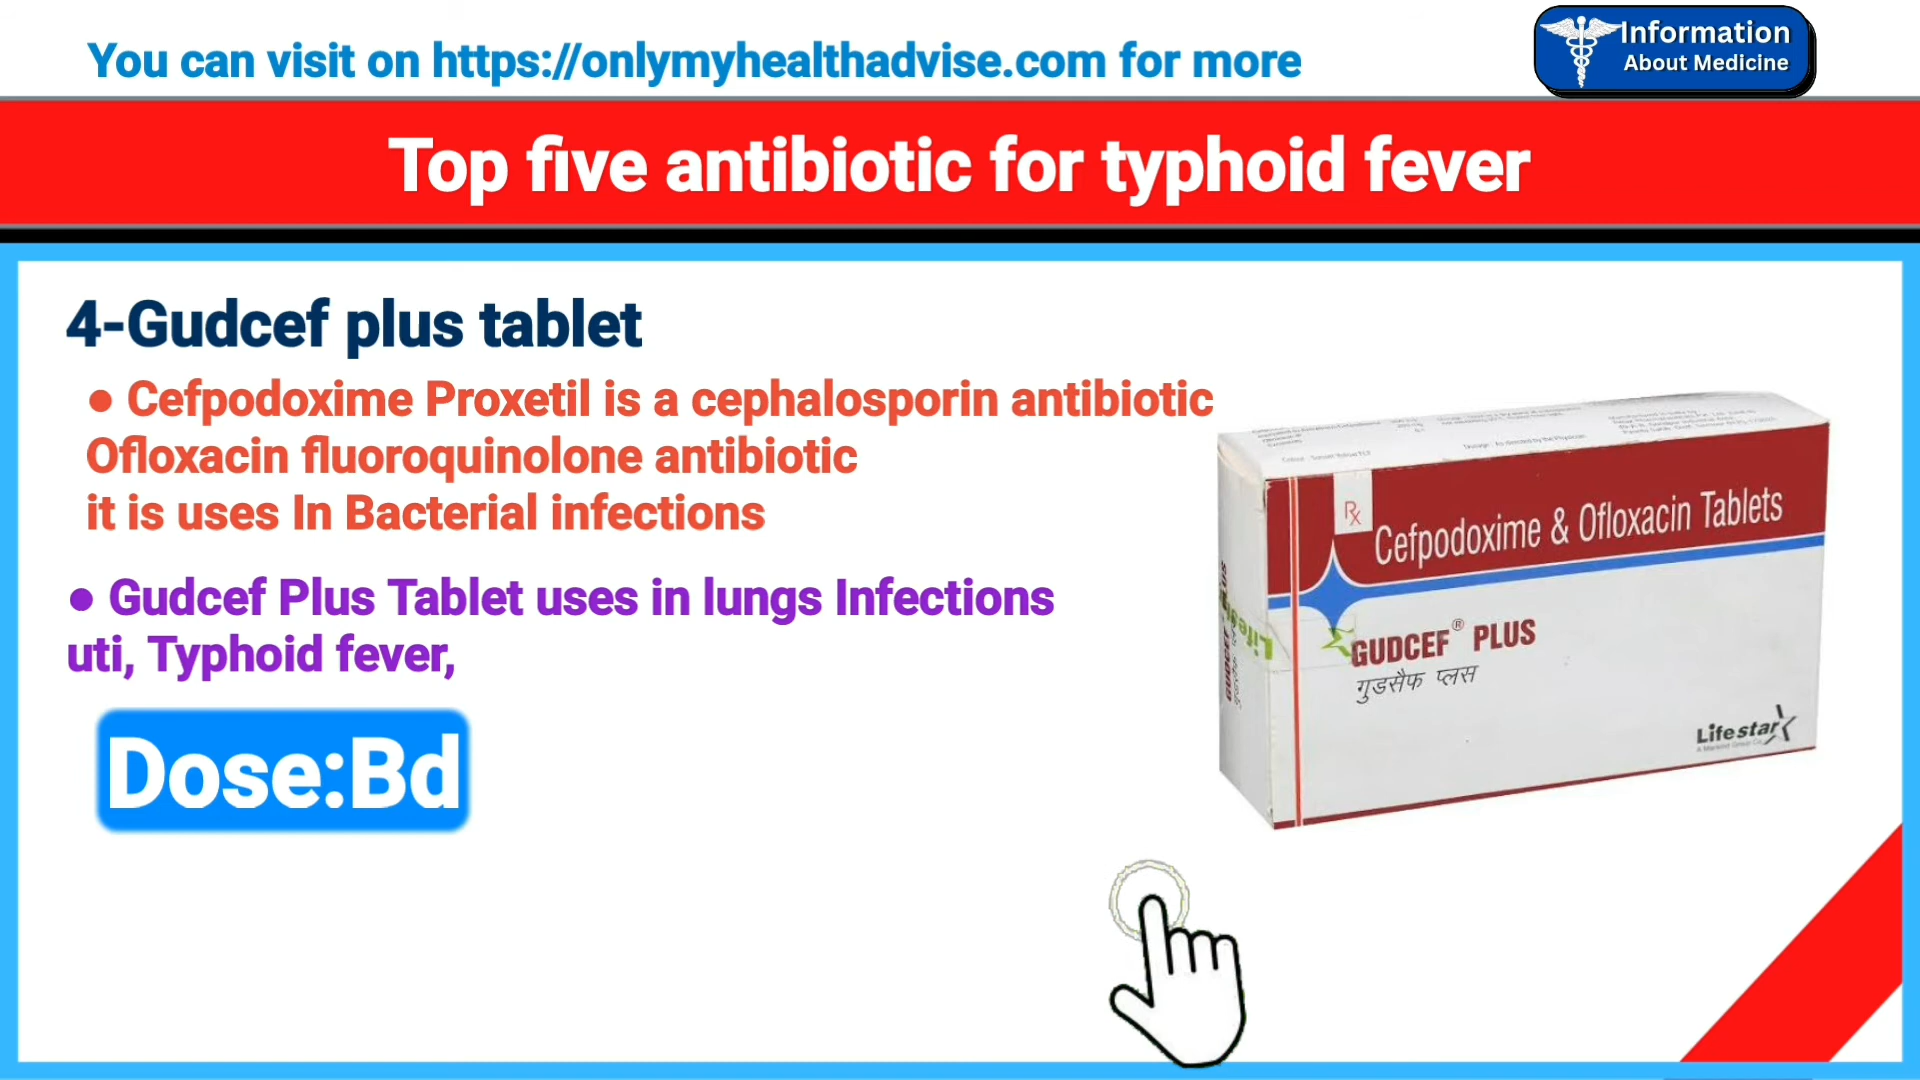 You can visit on https://onlymyhealthadvise.com for more
Information
About Medicine
Top five antibiotic for typhoid fever
4-Gudcef plus tablet
● Cefpodoxime Proxetil is a cephalosporin antibiotic
Ofloxacin fluoroquinolone antibiotic
it is uses In Bacterial infections
● Gudcef Plus Tablet uses in lungs Infections
uti, Typhoid fever,
Dose:Bd
Rx
Cefpodoxime & Ofloxacin Tablets
GUDCEF® PLUS
गुडसैफ प्लस
Lifestar